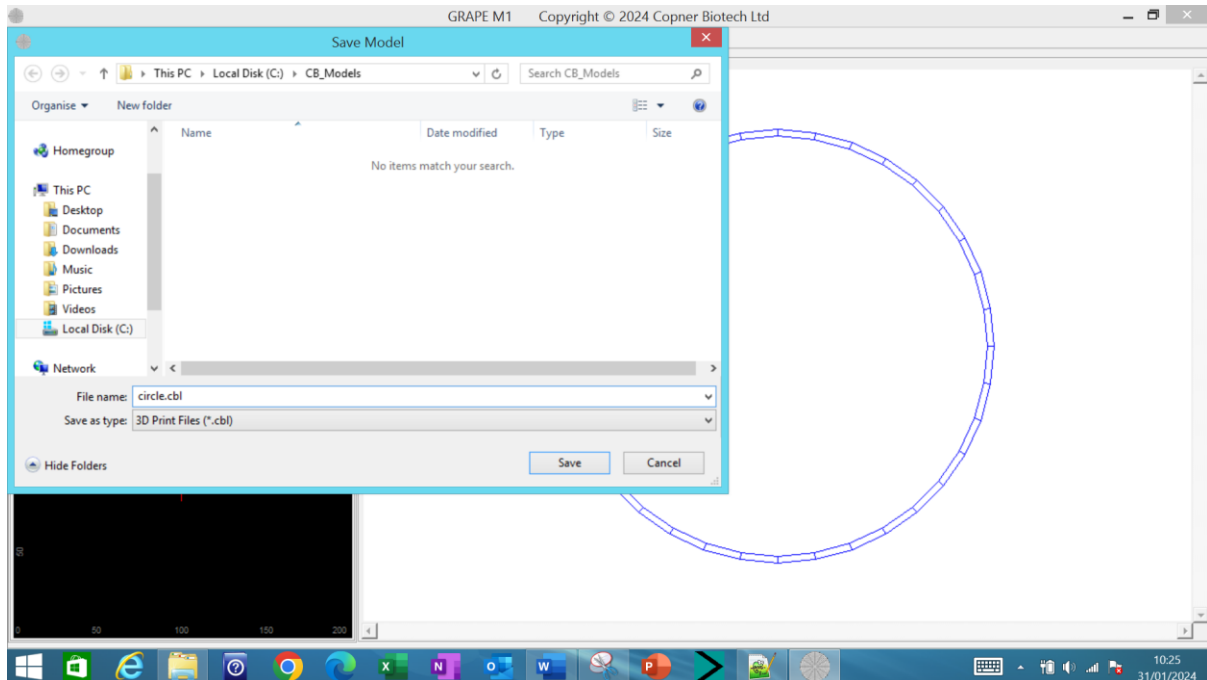 GRAPE M1 Copyright © 2024 Copner Biotech Ltd
Save Model
This PC Local Disk (C:) CB_Models
Search CB_Models
Organise New folder
Name Date modified Type Size
No items match your search.
Homegroup
This PC
Desktop
Documents
Downloads
Music
Pictures
Videos
Local Disk (C:)
Network
File name: circle.cbl
Save as type: 3D Print Files (*.cbl)
Hide Folders
Save Cancel
50
0 50 100 150 200
10:25
31/01/2024